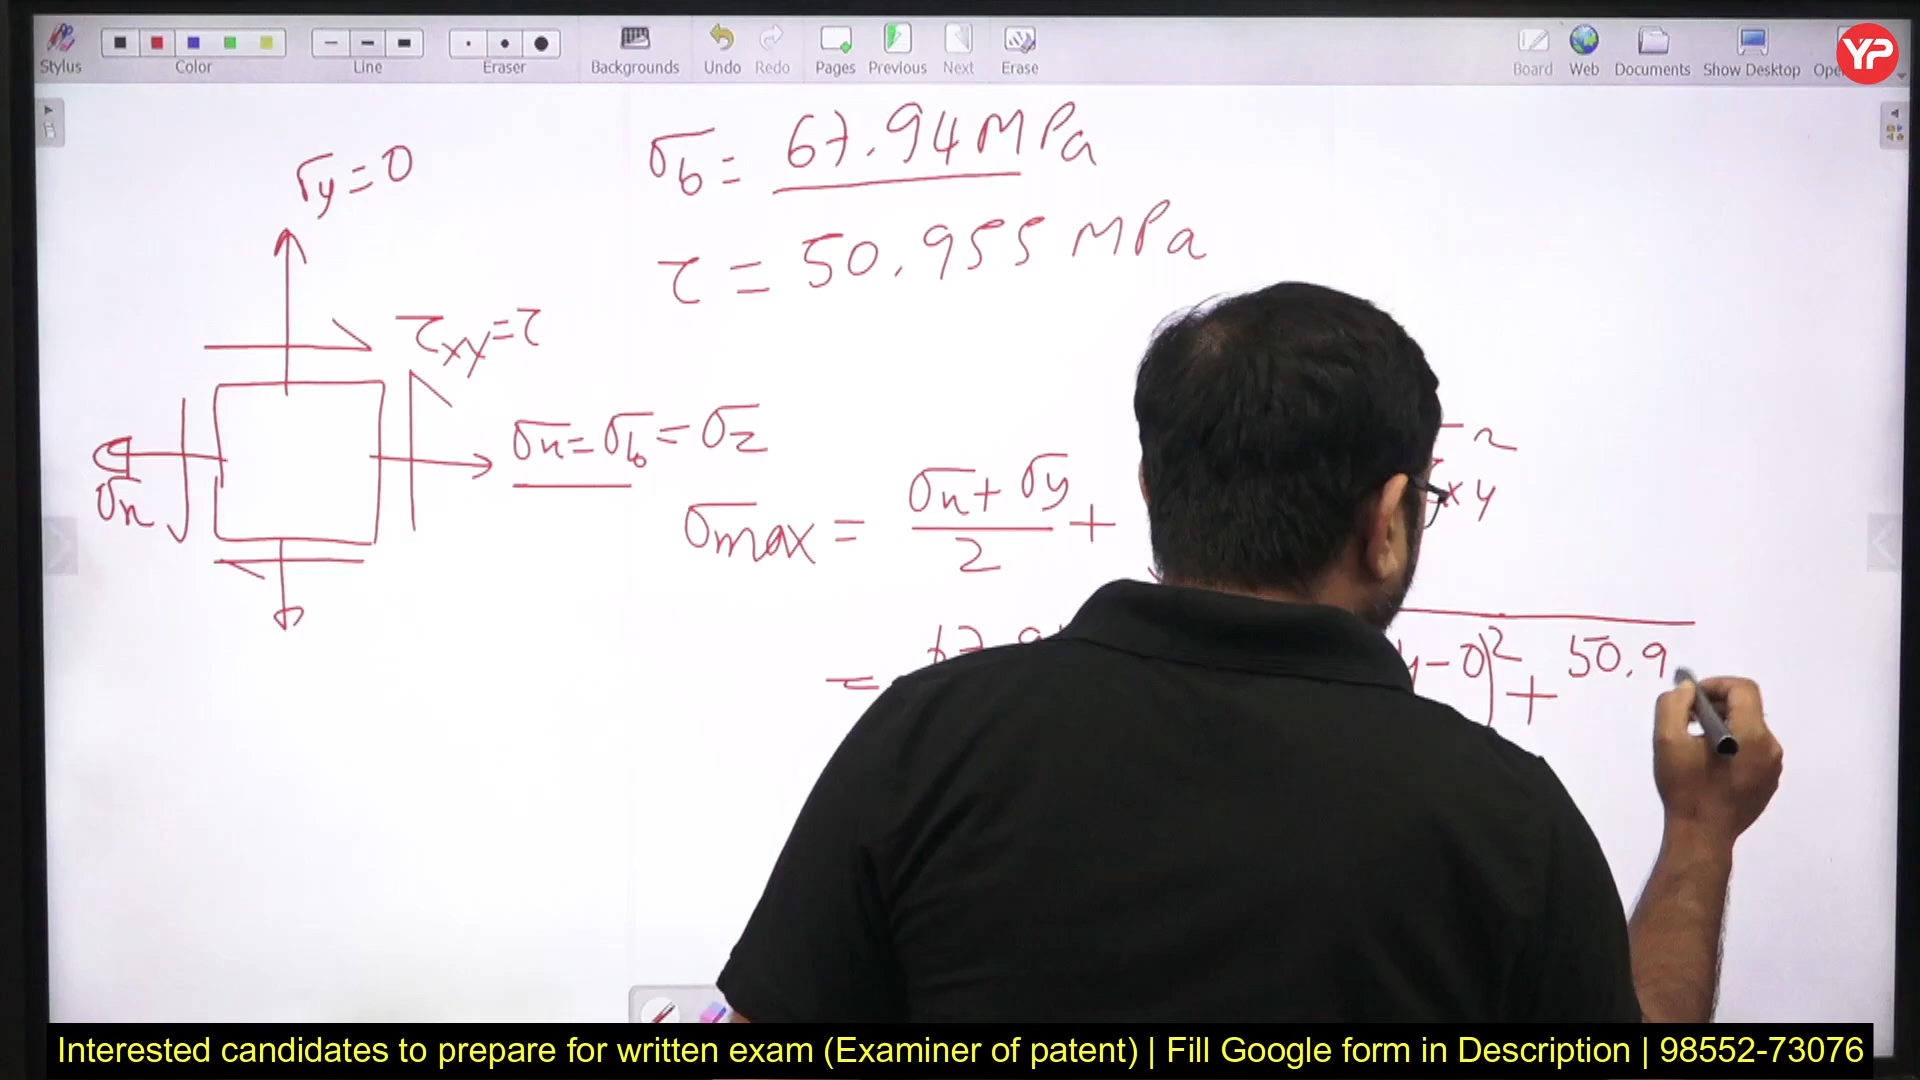 Stylus Color Line Eraser Backgrounds Undo Redo Pages Previous Next Erase Board Web Documents Show Desktop
YP
σy = 0
σb = 67.94 MPa
τ = 50.955 MPa
τxy = τ
σx = σb = σz
σx
σmax = σx + σy / 2 +
xy
=
- 0)² + 50.9
Interested candidates to prepare for written exam (Examiner of patent) | Fill Google form in Description | 98552-73076